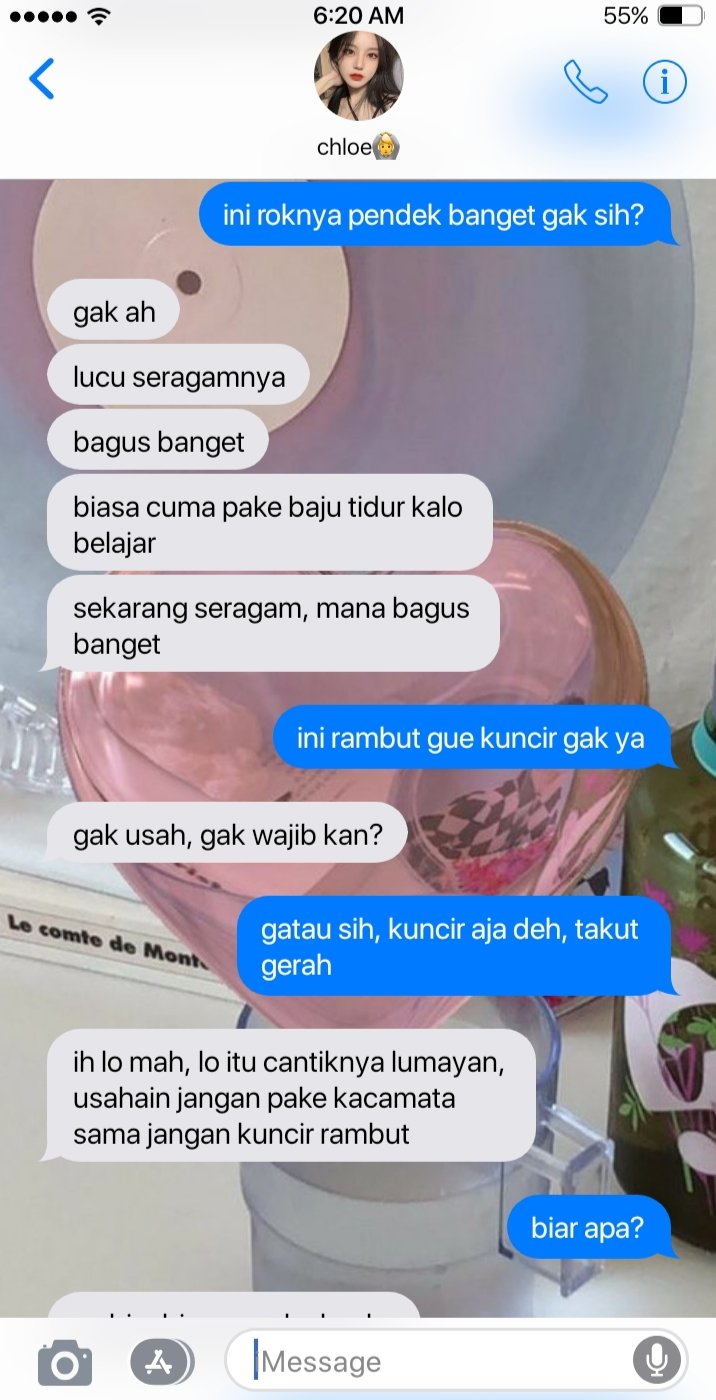 6:20 AM
55%
chloe
ini roknya pendek banget gak sih?
gak ah
lucu seragamnya
bagus banget
biasa cuma pake baju tidur kalo
belajar
sekarang seragam, mana bagus
banget
ini rambut gue kuncir gak ya
gak usah, gak wajib kan?
gatau sih, kuncir aja deh, takut
gerah
Le comte de
ih lo mah, lo itu cantiknya lumayan,
usahain jangan pake kacamata
sama jangan kuncir rambut
biar apa?
Message